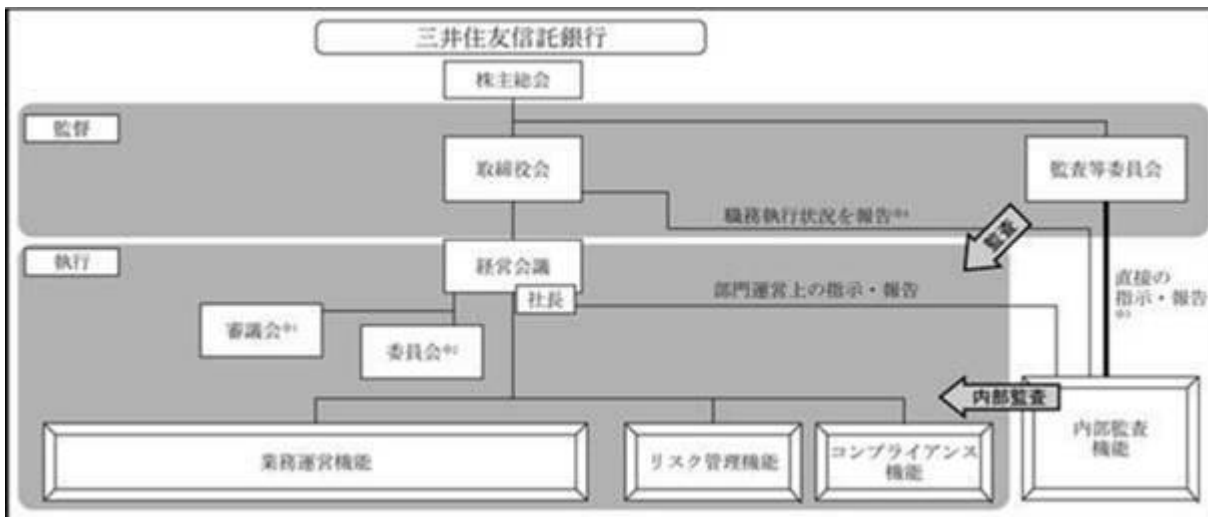 三井住友信託銀行
株主総会
監督
取締役会
監査等委員会
職務執行状況を報告
監査
執行
経営会議
社長
部門運営上の指示・報告
直接の
指示・報告
審議会
委員会
内部監査
業務運営機能
リスク管理機能
コンプライアンス
機能
内部監査
機能